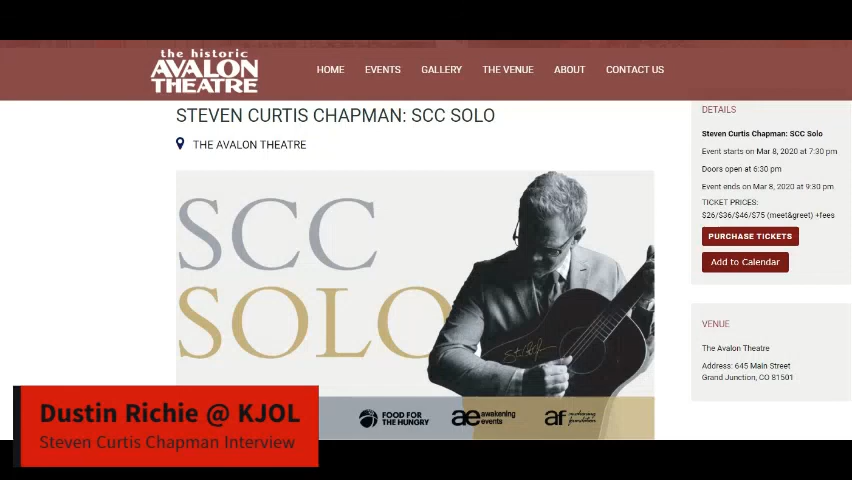 the historic
AVALON
THEATRE
HOME
EVENTS
GALLERY
THE VENUE
ABOUT
CONTACT US
STEVEN CURTIS CHAPMAN: SCC SOLO
THE AVALON THEATRE
SCC
SOLO
FOOD FOR
THE HUNGRY
ae awakening
events
af awakening
foundation
DETAILS
Steven Curtis Chapman: SCC Solo
Event starts on Mar 8, 2020 at 7:30 pm
Doors open at 6:30 pm
Event ends on Mar 8, 2020 at 9:30 pm
TICKET PRICES:
$26/$36/$46/$75 (meet&greet) +fees
PURCHASE TICKETS
Add to Calendar
VENUE
The Avalon Theatre
Address: 645 Main Street
Grand Junction, CO 81501
Dustin Richie @ KJOL
Steven Curtis Chapman Interview